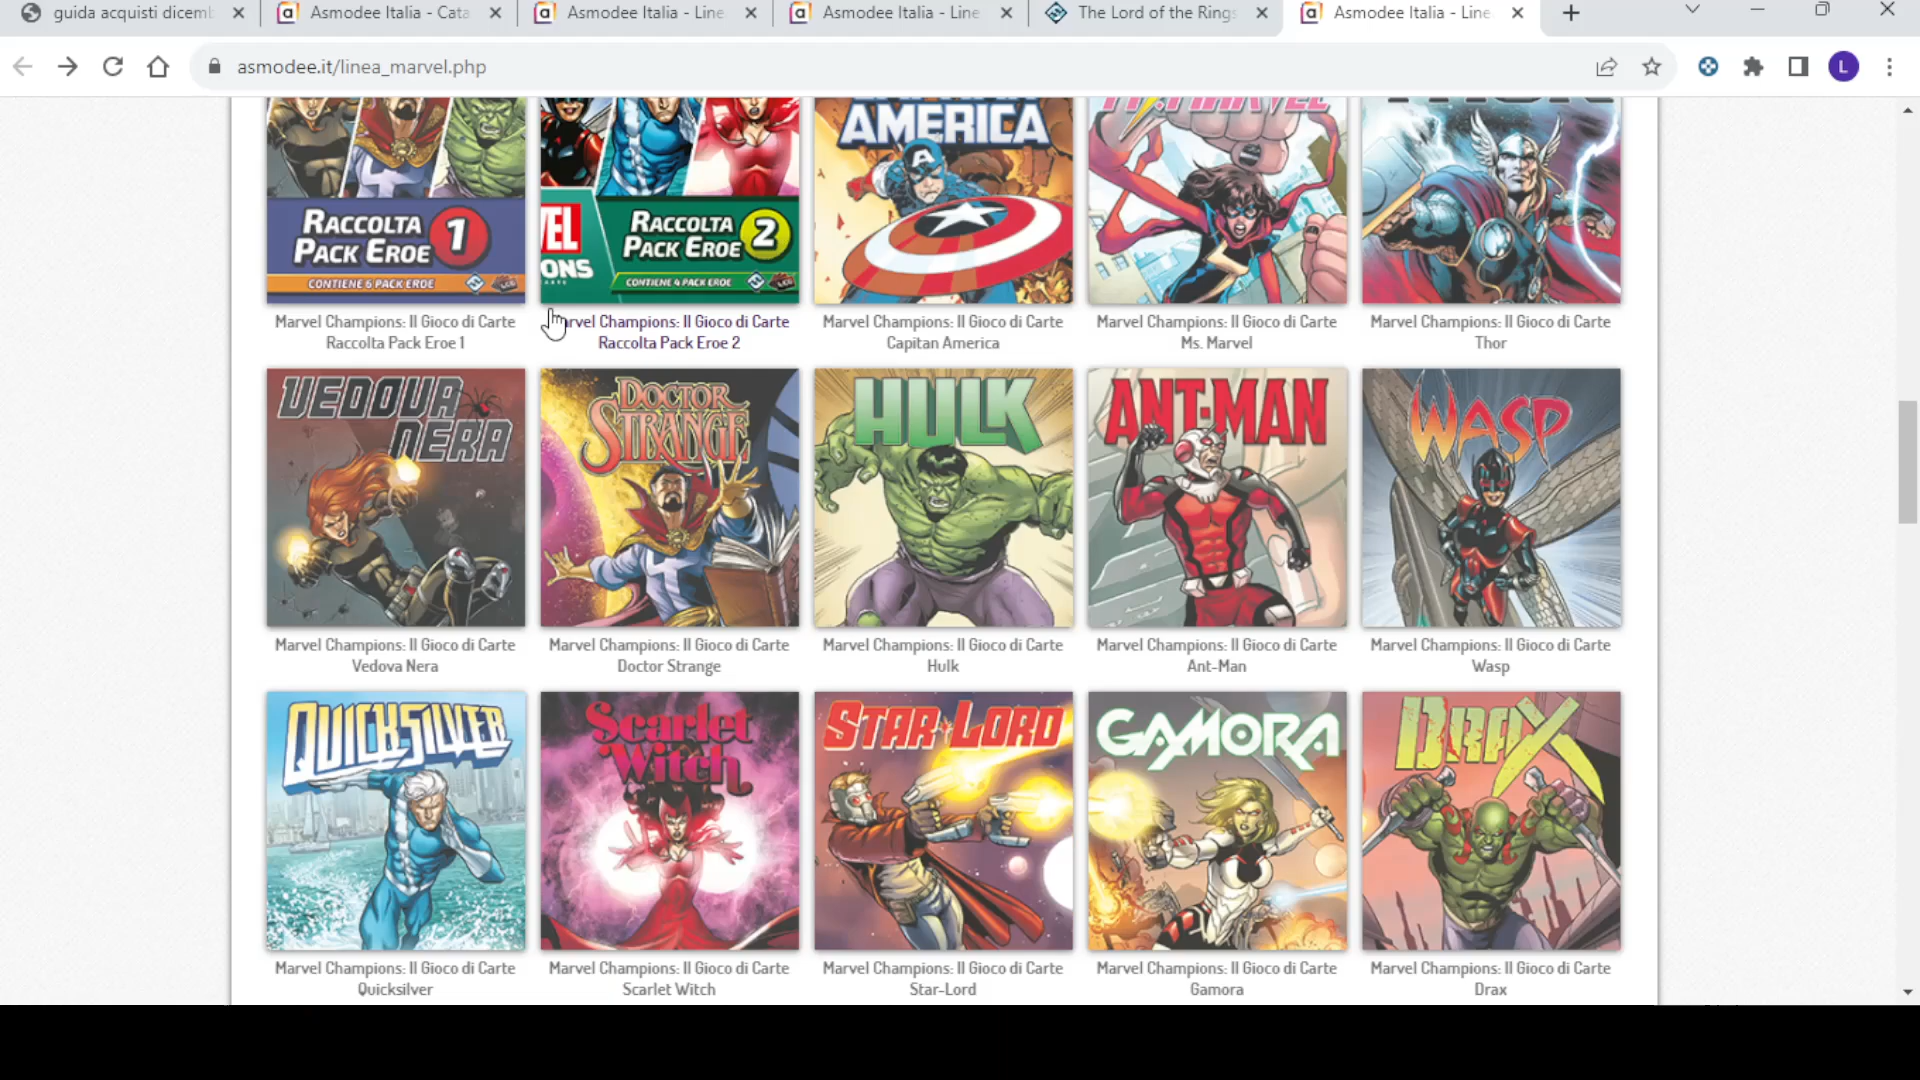 guida acquisti dicemb
Asmodee Italia - Cata
Asmodee Italia - Line
Asmodee Italia - Line
The Lord of the Rings
Asmodee Italia - Line
asmodee.it/linea_marvel.php
L
RACCOLTA
PACK EROE 1
CONTIENE 6 PACK EROE
RACCOLTA
PACK EROE 2
CONTIENE 4 PACK EROE
AMERICA
A
MS. MARVEL
THOR
Marvel Champions: Il Gioco di Carte
Raccolta Pack Eroe 1
arvel Champions: Il Gioco di Carte
Raccolta Pack Eroe 2
Marvel Champions: Il Gioco di Carte
Capitan America
Marvel Champions: Il Gioco di Carte
Ms. Marvel
Marvel Champions: Il Gioco di Carte
Thor
VEDOVA
NERA
DOCTOR
STRANGE
HULK
ANT-MAN
WASP
Marvel Champions: Il Gioco di Carte
Vedova Nera
Marvel Champions: Il Gioco di Carte
Doctor Strange
Marvel Champions: Il Gioco di Carte
Hulk
Marvel Champions: Il Gioco di Carte
Ant-Man
Marvel Champions: Il Gioco di Carte
Wasp
QUICKSILVER
Scarlet
Witch
STAR-LORD
GAMORA
DRAX
Marvel Champions: Il Gioco di Carte
Quicksilver
Marvel Champions: Il Gioco di Carte
Scarlet Witch
Marvel Champions: Il Gioco di Carte
Star-Lord
Marvel Champions: Il Gioco di Carte
Gamora
Marvel Champions: Il Gioco di Carte
Drax